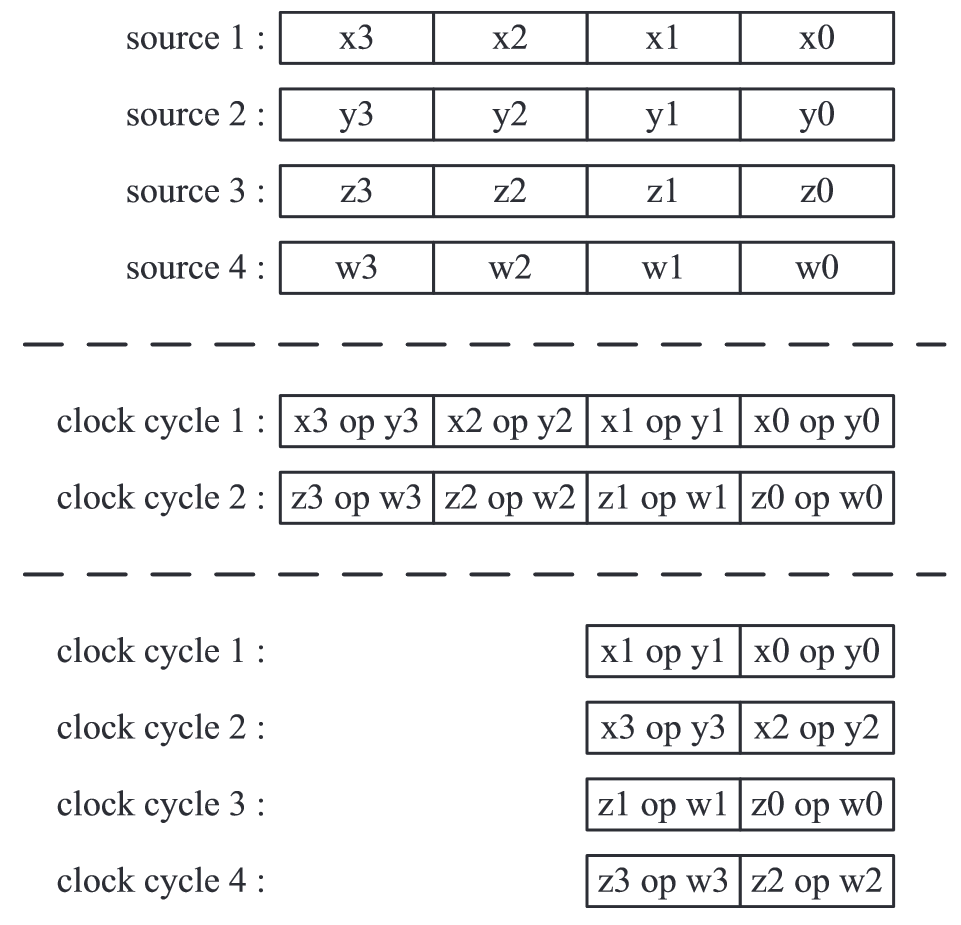 source 1 : x3 x2 x1 x0
source 2 : y3 y2 y1 y0
source 3 : z3 z2 z1 z0
source 4 : w3 w2 w1 w0
clock cycle 1 : x3 op y3 x2 op y2 x1 op y1 x0 op y0
clock cycle 2 : z3 op w3 z2 op w2 z1 op w1 z0 op w0
clock cycle 1 : x1 op y1 x0 op y0
clock cycle 2 : x3 op y3 x2 op y2
clock cycle 3 : z1 op w1 z0 op w0
clock cycle 4 : z3 op w3 z2 op w2